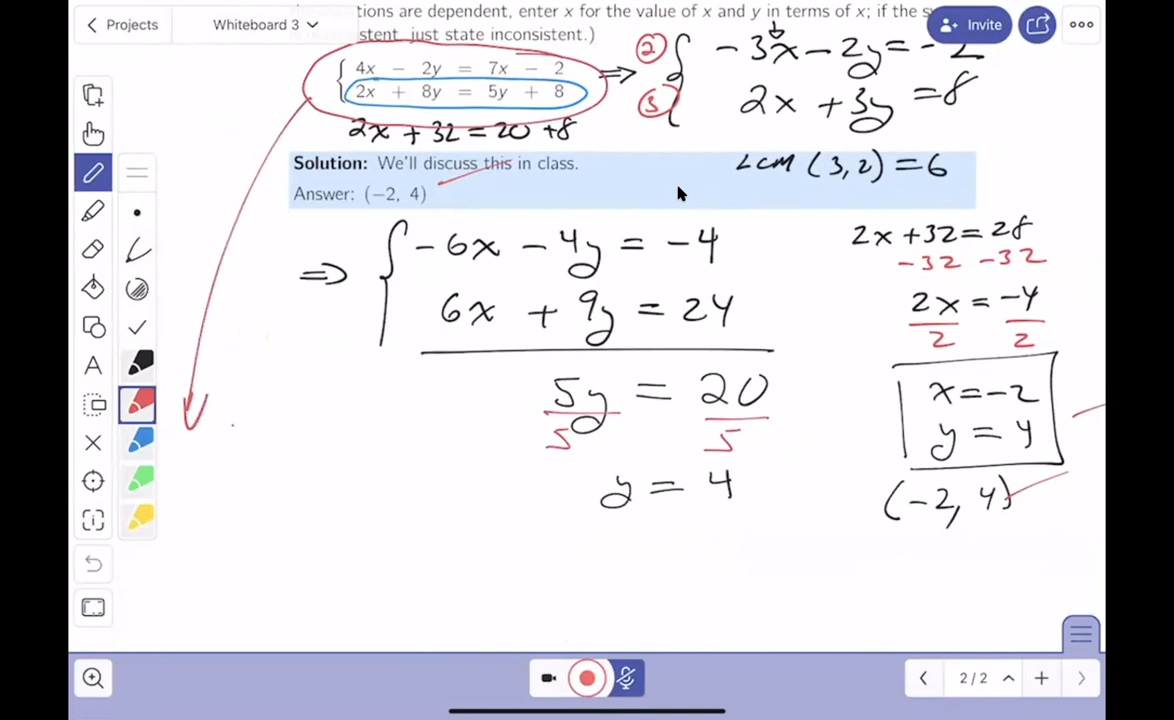 Projects
Whiteboard 3
tions are dependent, enter x for the value of x and y in terms of x; if the s
stent, just state inconsistent.)
Invite
4x − 2y = 7x − 2
2x + 8y = 5y + 8
⇒
② -3x - 2y = -2
③ 2x + 3y = 8
2x + 32 = 20 + 8
Solution: We'll discuss this in class.
Answer: (−2, 4)
LCM (3, 2) = 6
⇒
-6x - 4y = -4
6x + 9y = 24
5y = 20
5 5
y = 4
2x + 32 = 28
-32 -32
2x = -4
2 2
x = -2
y = 4
(-2, 4)
A
2/2